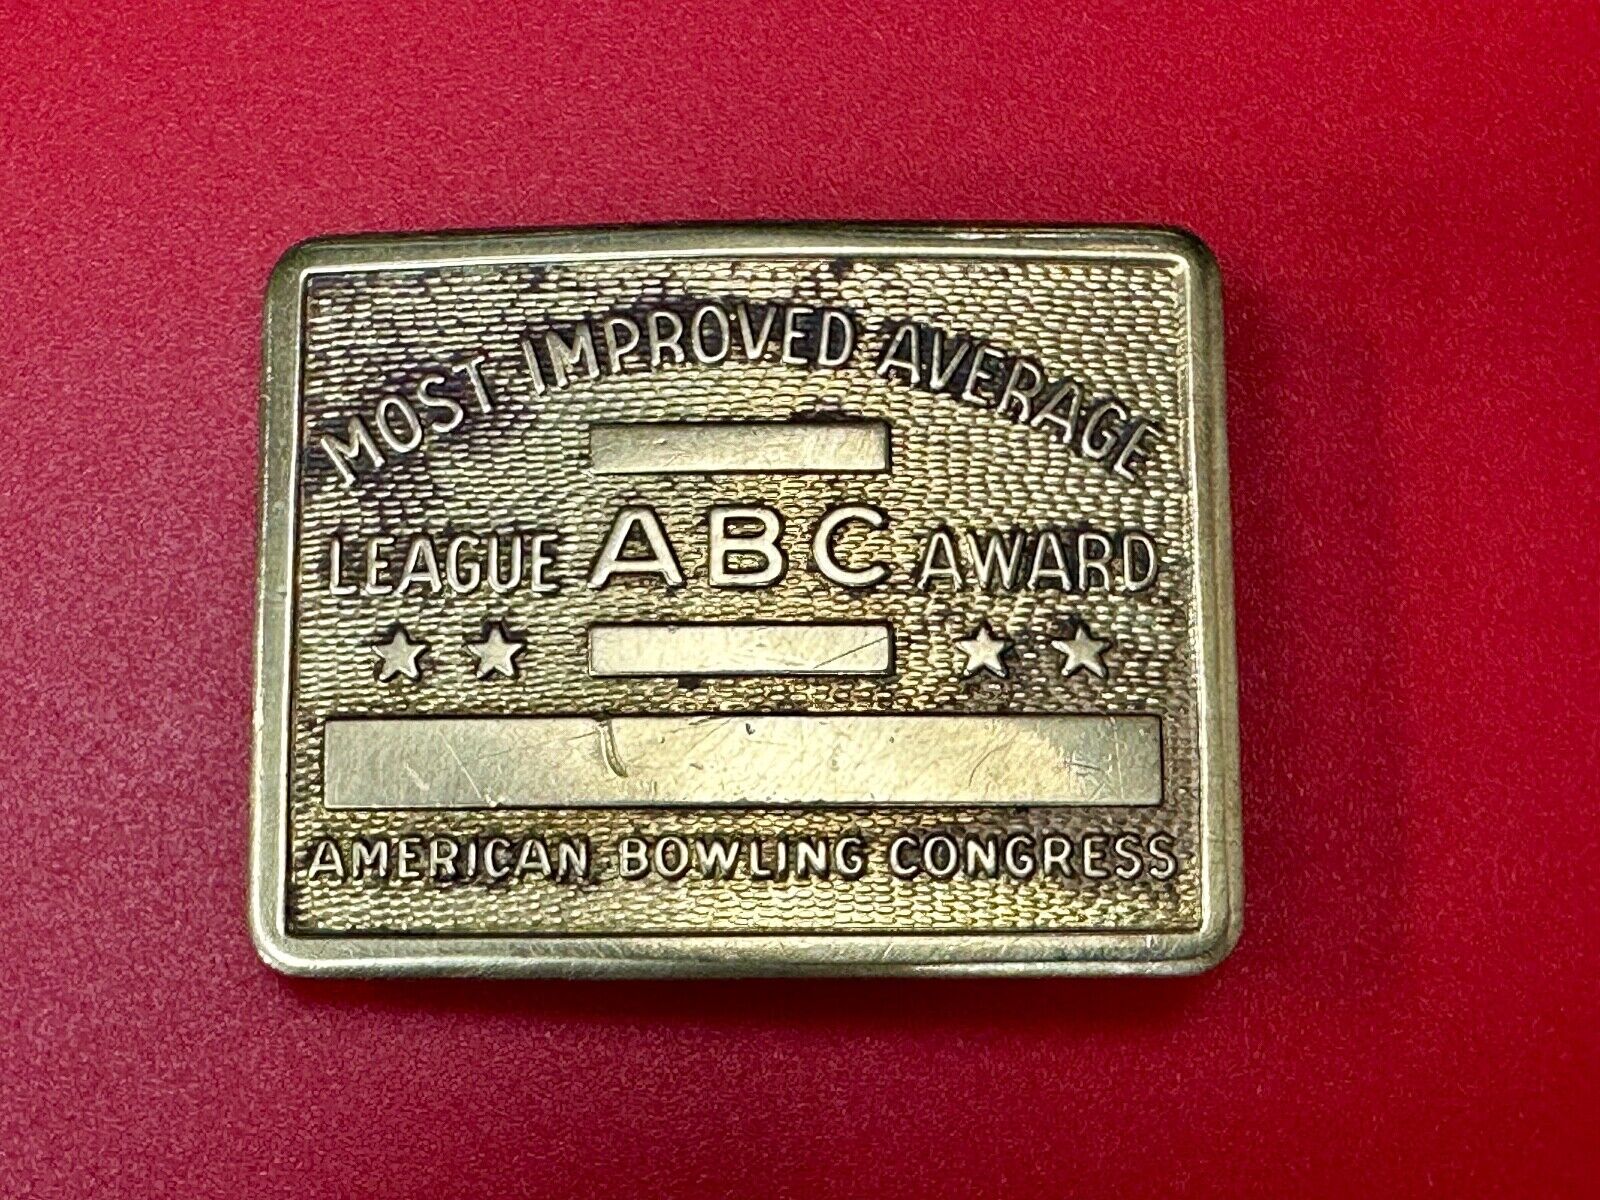 MOST IMPROVED AVERAGE
LEAGUE ABC AWARD
AMERICAN BOWLING CONGRESS